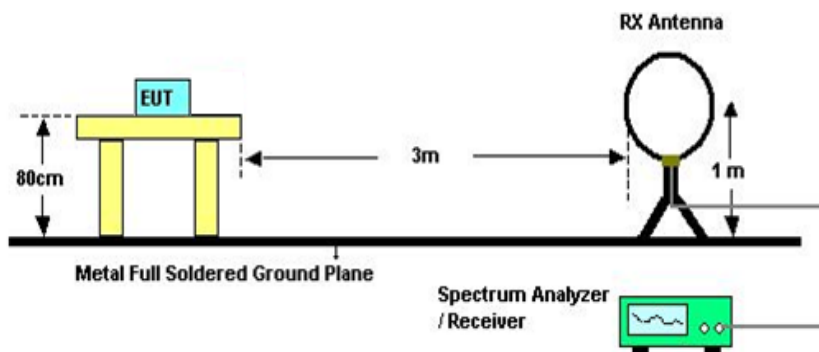 RX Antenna
EUT
3m
80cm
1 m
Metal Full Soldered Ground Plane
Spectrum Analyzer
/ Receiver